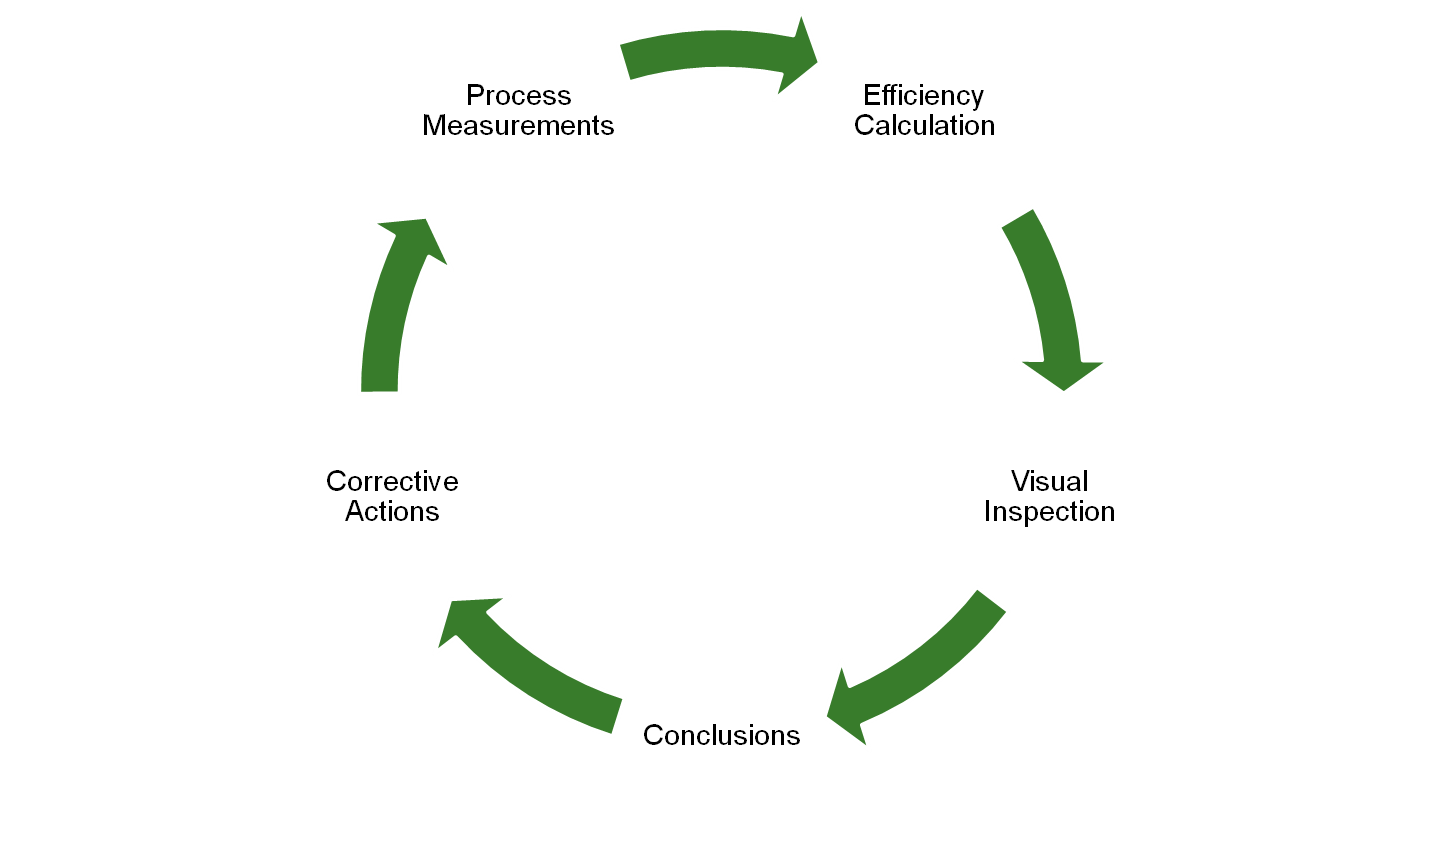 Process
Measurements
Efficiency
Calculation
Visual
Inspection
Conclusions
Corrective
Actions